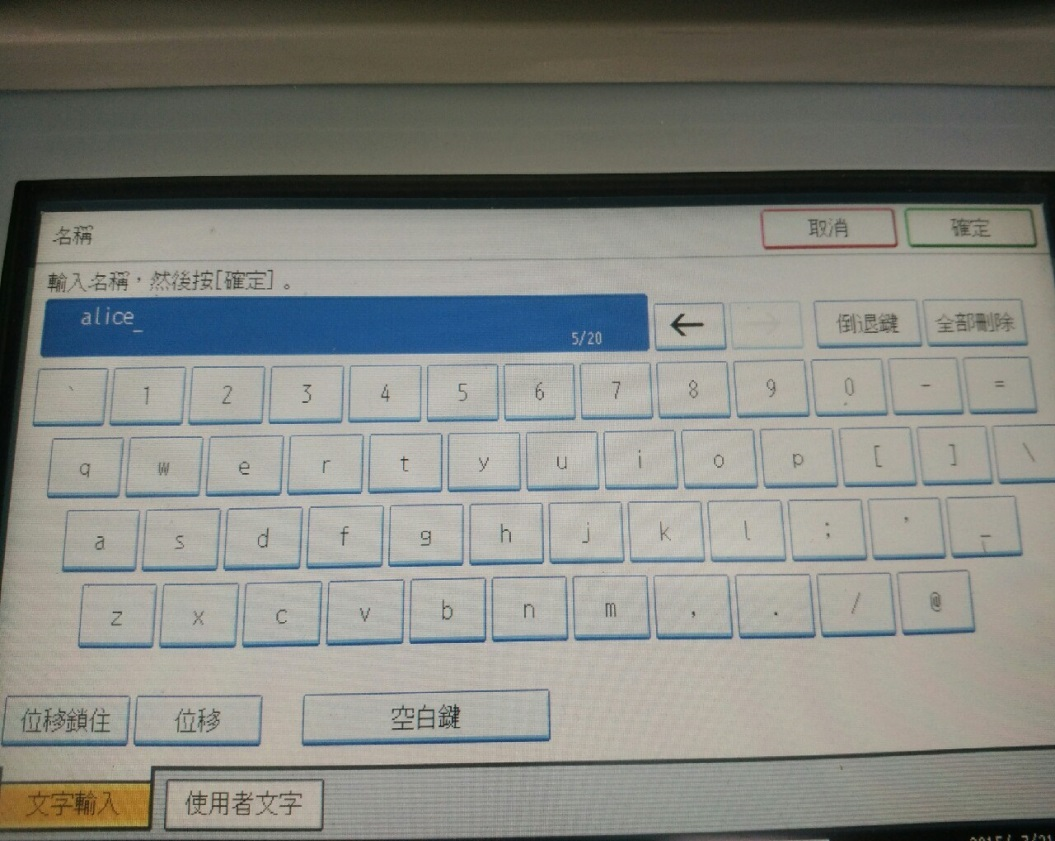 名稱 取消 確定
輸入名稱，然後按[確定]。
alice_
5/20
← → 倒退鍵 全部刪除
` 1 2 3 4 5 6 7 8 9 0 - =
q w e r t y u i o p [ ] \
a s d f g h j k l ; ' _
z x c v b n m , . / @
位移鎖住 位移 空白鍵
文字輸入 使用者文字